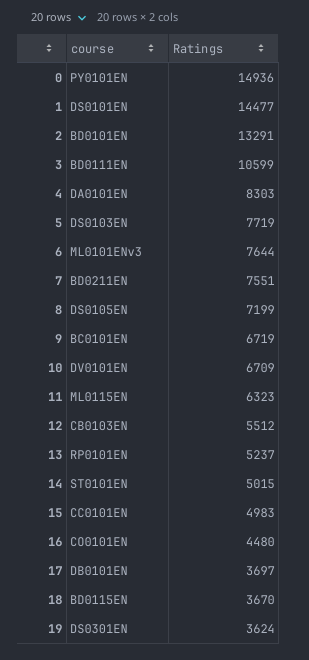 20 rows 20 rows × 2 cols
course Ratings
0 PY0101EN 14936
1 DS0101EN 14477
2 BD0101EN 13291
3 BD0111EN 10599
4 DA0101EN 8303
5 DS0103EN 7719
6 ML0101ENv3 7644
7 BD0211EN 7551
8 DS0105EN 7199
9 BC0101EN 6719
10 DV0101EN 6709
11 ML0115EN 6323
12 CB0103EN 5512
13 RP0101EN 5237
14 ST0101EN 5015
15 CC0101EN 4983
16 CO0101EN 4480
17 DB0101EN 3697
18 BD0115EN 3670
19 DS0301EN 3624